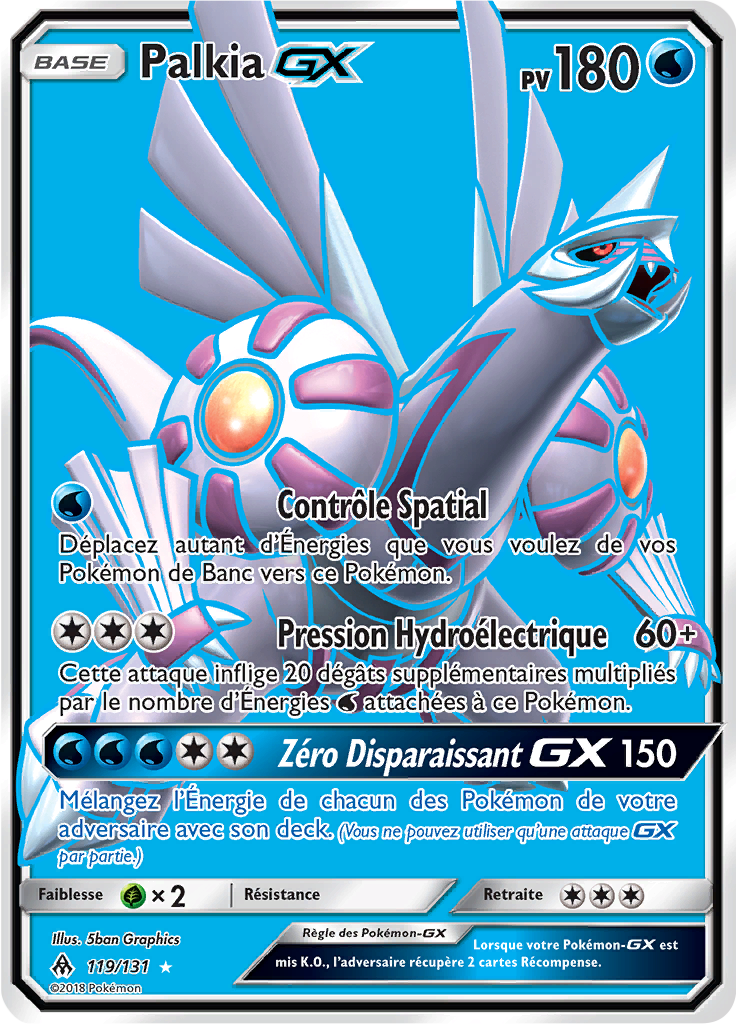 BASE Palkia GX PV 180
Contrôle Spatial
Déplacez autant d'Énergies que vous voulez de vos
Pokémon de Banc vers ce Pokémon.
Pression Hydroélectrique 60+
Cette attaque inflige 20 dégâts supplémentaires multipliés
par le nombre d'Énergies attachées à ce Pokémon.
Zéro Disparaissant GX 150
Mélangez l'Énergie de chacun des Pokémon de votre
adversaire avec son deck. (Vous ne pouvez utiliser qu'une attaque GX
par partie.)
Faiblesse × 2 Résistance Retraite
Illus. 5ban Graphics
119/131
©2018 Pokémon
Règle des Pokémon-GX
Lorsque votre Pokémon-GX est
mis K.O., l'adversaire récupère 2 cartes Récompense.